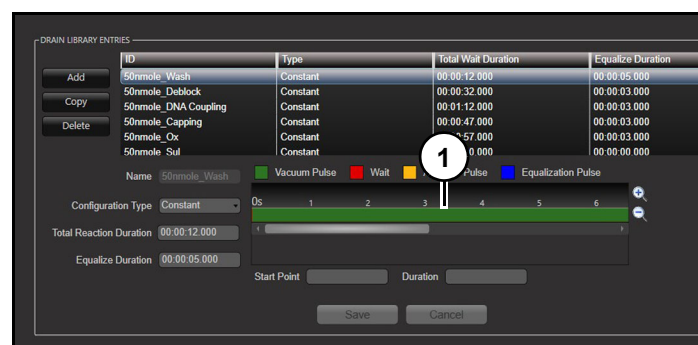 DRAIN LIBRARY ENTRIES
ID Type Total Wait Duration Equalize Duration
Add 50nmole_Wash Constant 00:00:12.000 00:00:05.000
50nmole_Deblock Constant 00:00:32.000 00:00:03.000
Copy 50nmole_DNA Coupling Constant 00:01:12.000 00:00:03.000
50nmole_Capping Constant 00:00:47.000 00:00:03.000
Delete 50nmole_Ox Constant 57.000 00:00:03.000
50nmole_Sul Constant 00:00:00.000
1
Name 50nmole_Wash Vacuum Pulse Wait Pulse Equalization Pulse
Configuration Type Constant 0s 1 2 3 4 5 6
Total Reaction Duration 00:00:12.000
Equalize Duration 00:00:05.000
Start Point Duration
Save Cancel